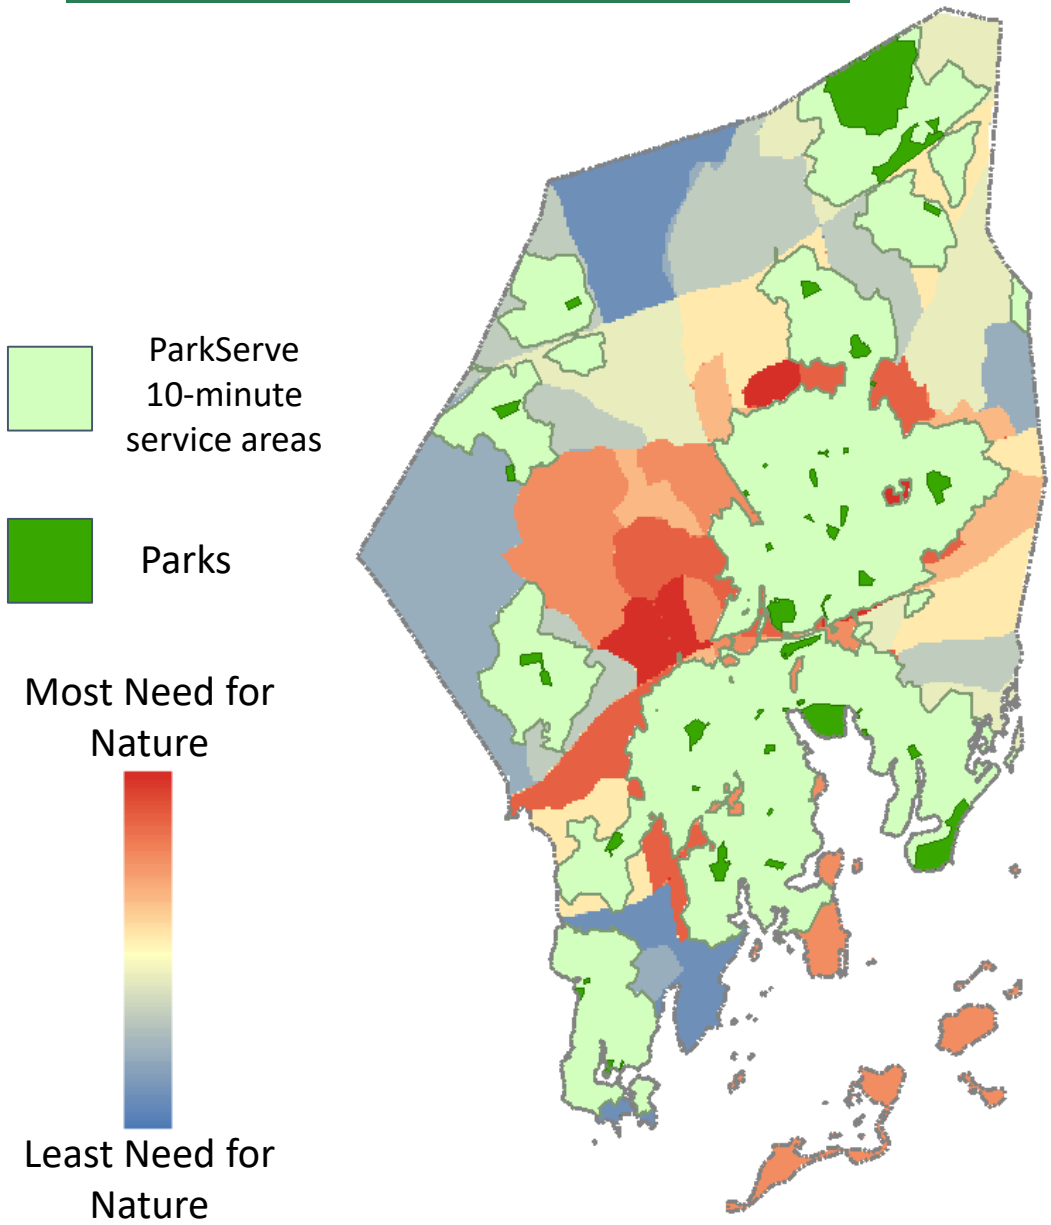 ParkServe
10-minute
service areas
Parks
Most Need for
Nature
Least Need for
Nature